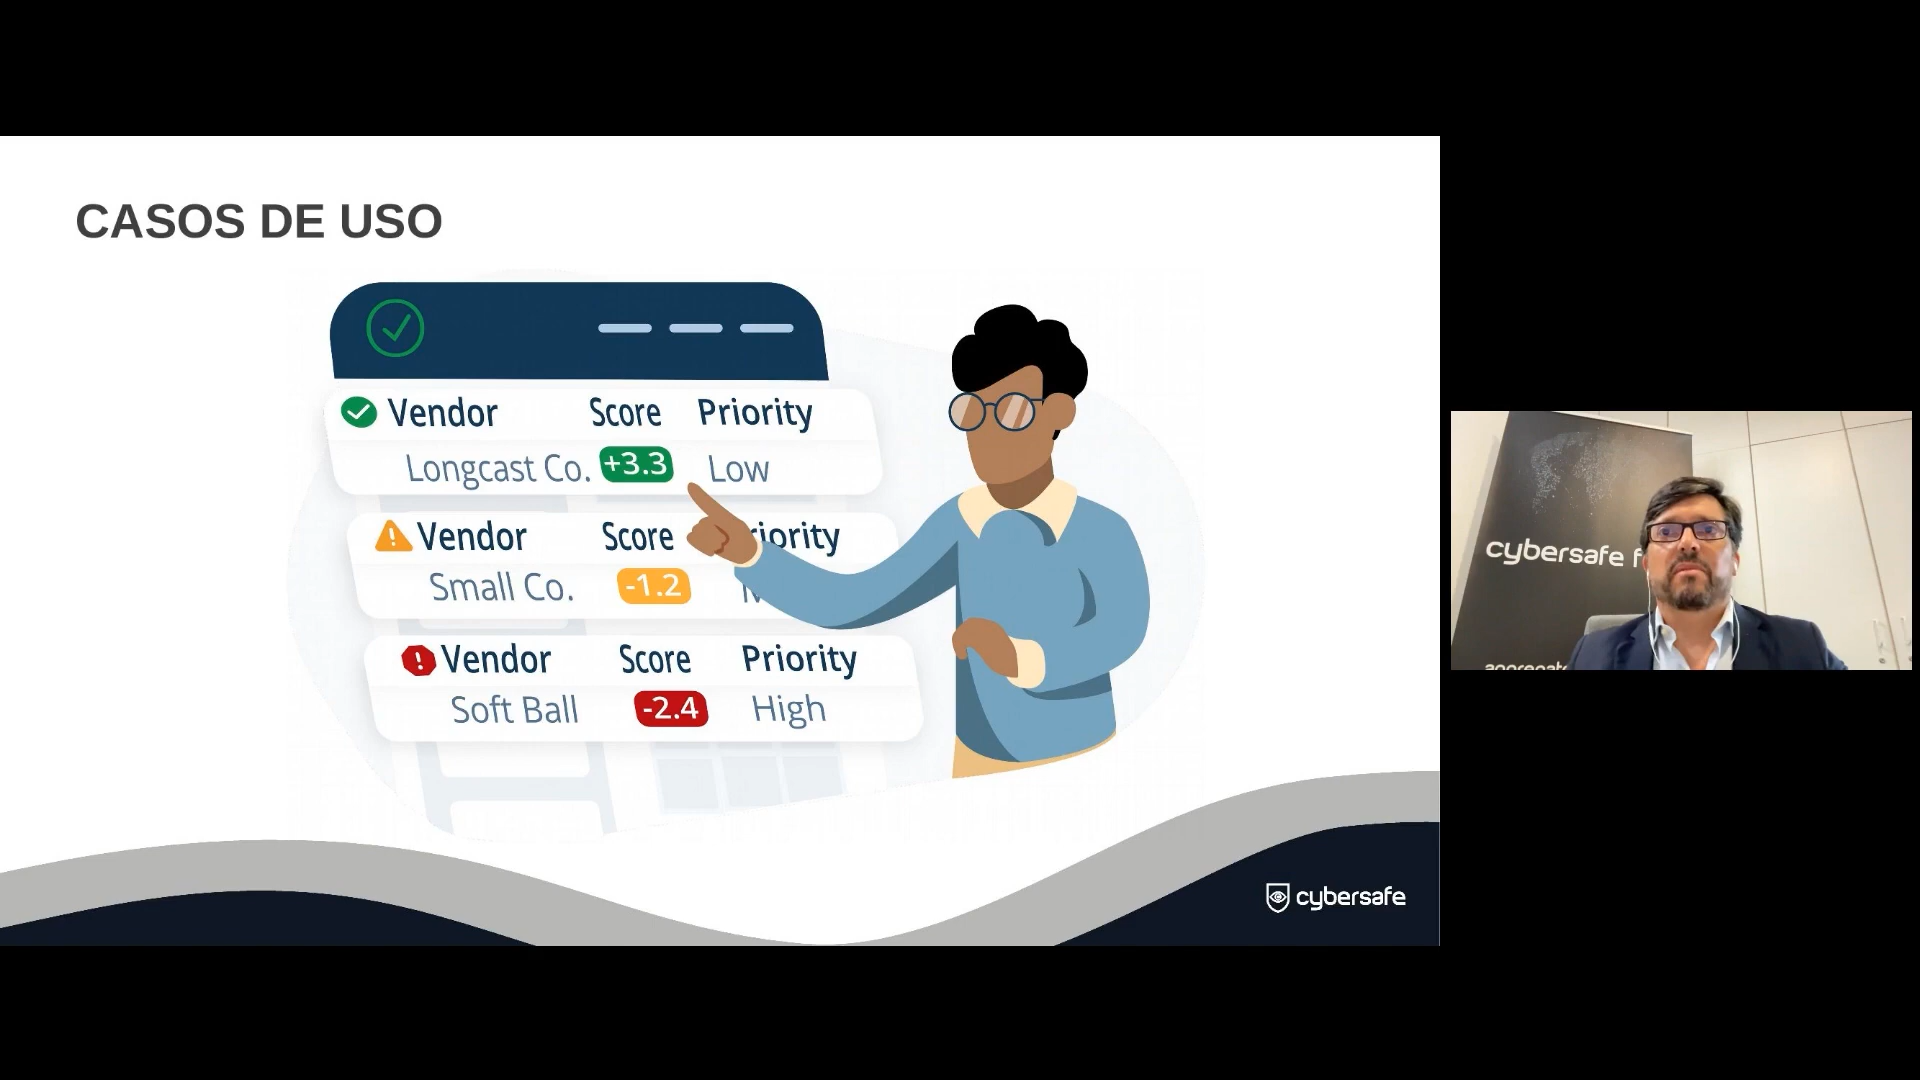 CASOS DE USO
Vendor Score Priority
Longcast Co. +3.3 Low
Vendor Score
Small Co. -1.2
Vendor Score Priority
Soft Ball -2.4 High
cybersafe
cybersafe